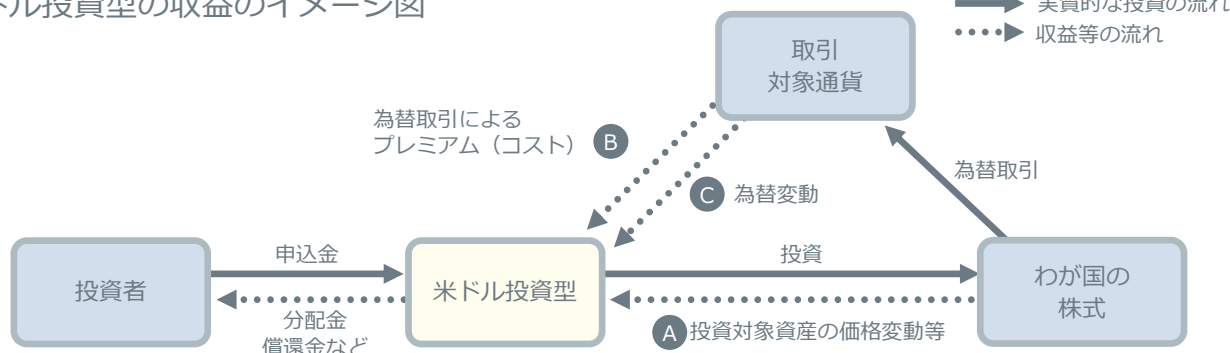 ドル投資型の収益のイメージ図
実質的な投資の流れ
収益等の流れ
取引
対象通貨
為替取引による
プレミアム（コスト）
B
C
為替変動
為替取引
投資者
申込金
分配金
償還金など
米ドル投資型
投資
A
投資対象資産の価格変動等
わが国の
株式